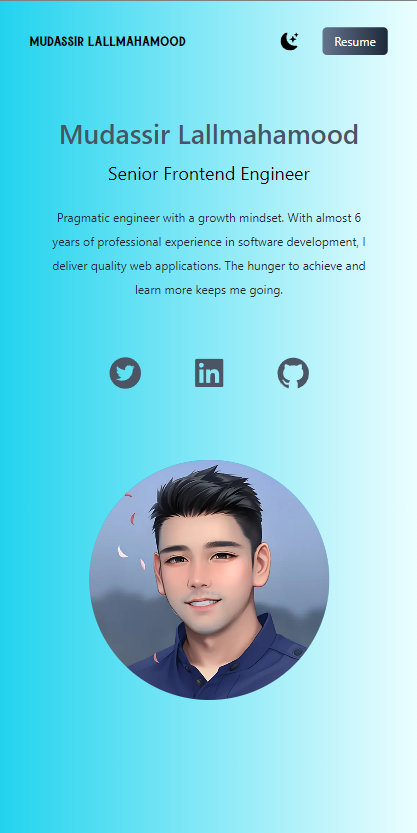 MUDASSIR LALLMAHAMOOD
Resume
Mudassir Lallmahamood
Senior Frontend Engineer
Pragmatic engineer with a growth mindset. With almost 6
years of professional experience in software development, I
deliver quality web applications. The hunger to achieve and
learn more keeps me going.
in